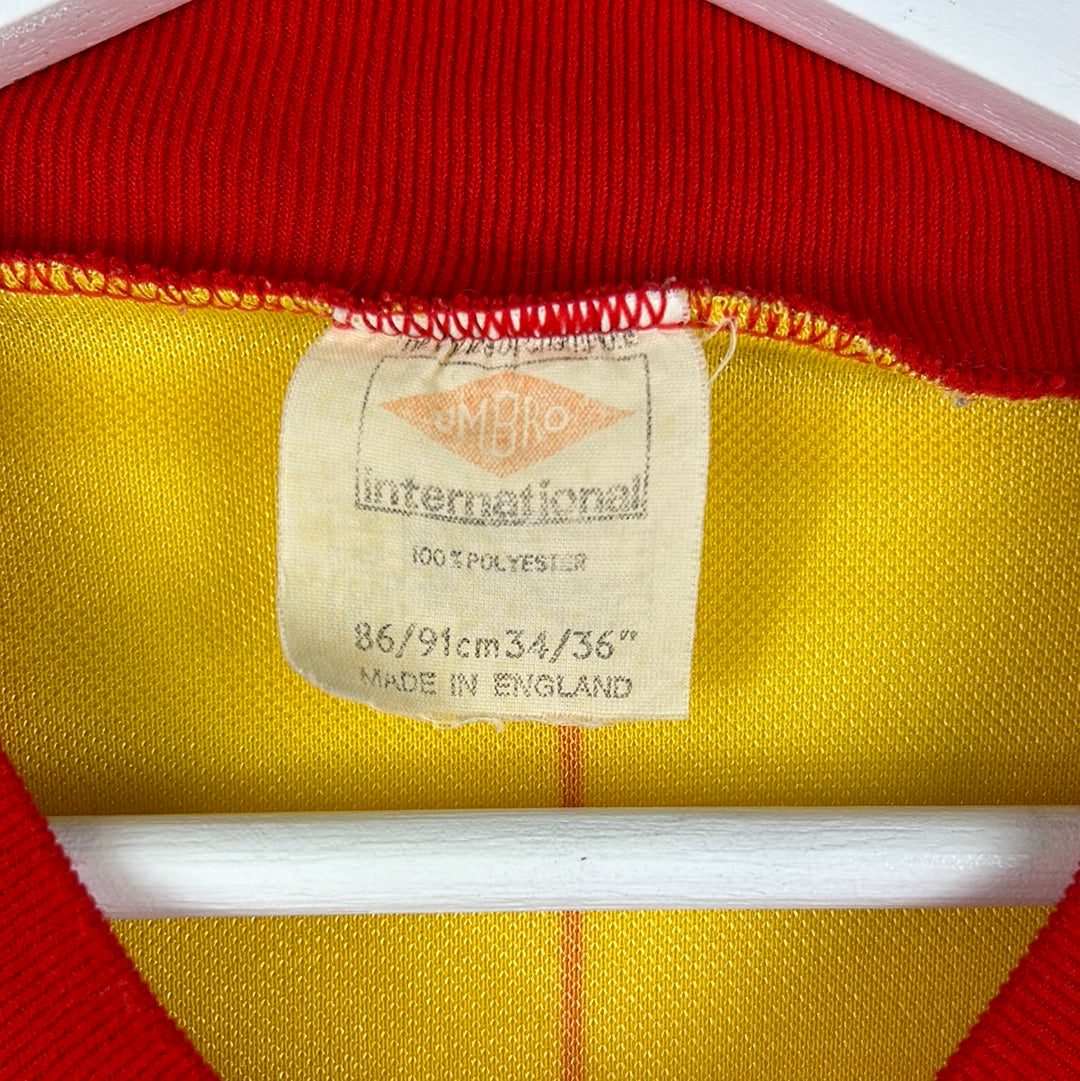 UMBRO
international
100% POLYESTER
86/91cm 34/36"
MADE IN ENGLAND